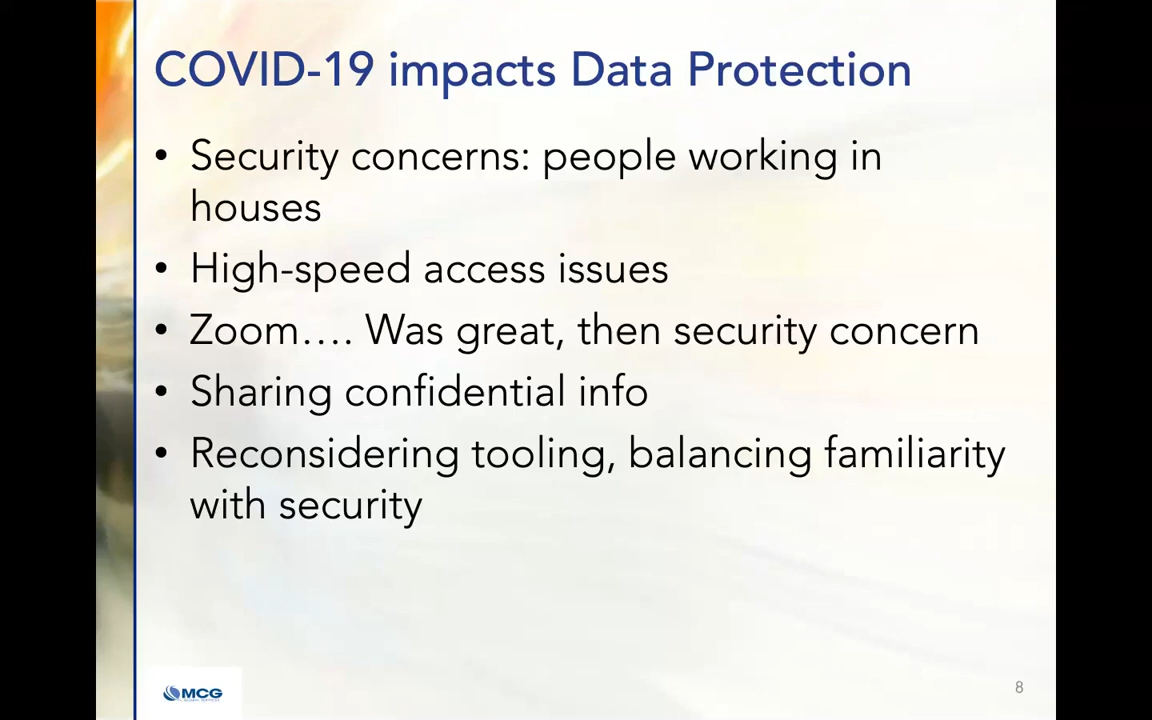 COVID-19 impacts Data Protection
• Security concerns: people working in
houses
• High-speed access issues
• Zoom…. Was great, then security concern
• Sharing confidential info
• Reconsidering tooling, balancing familiarity
with security
MCG
8